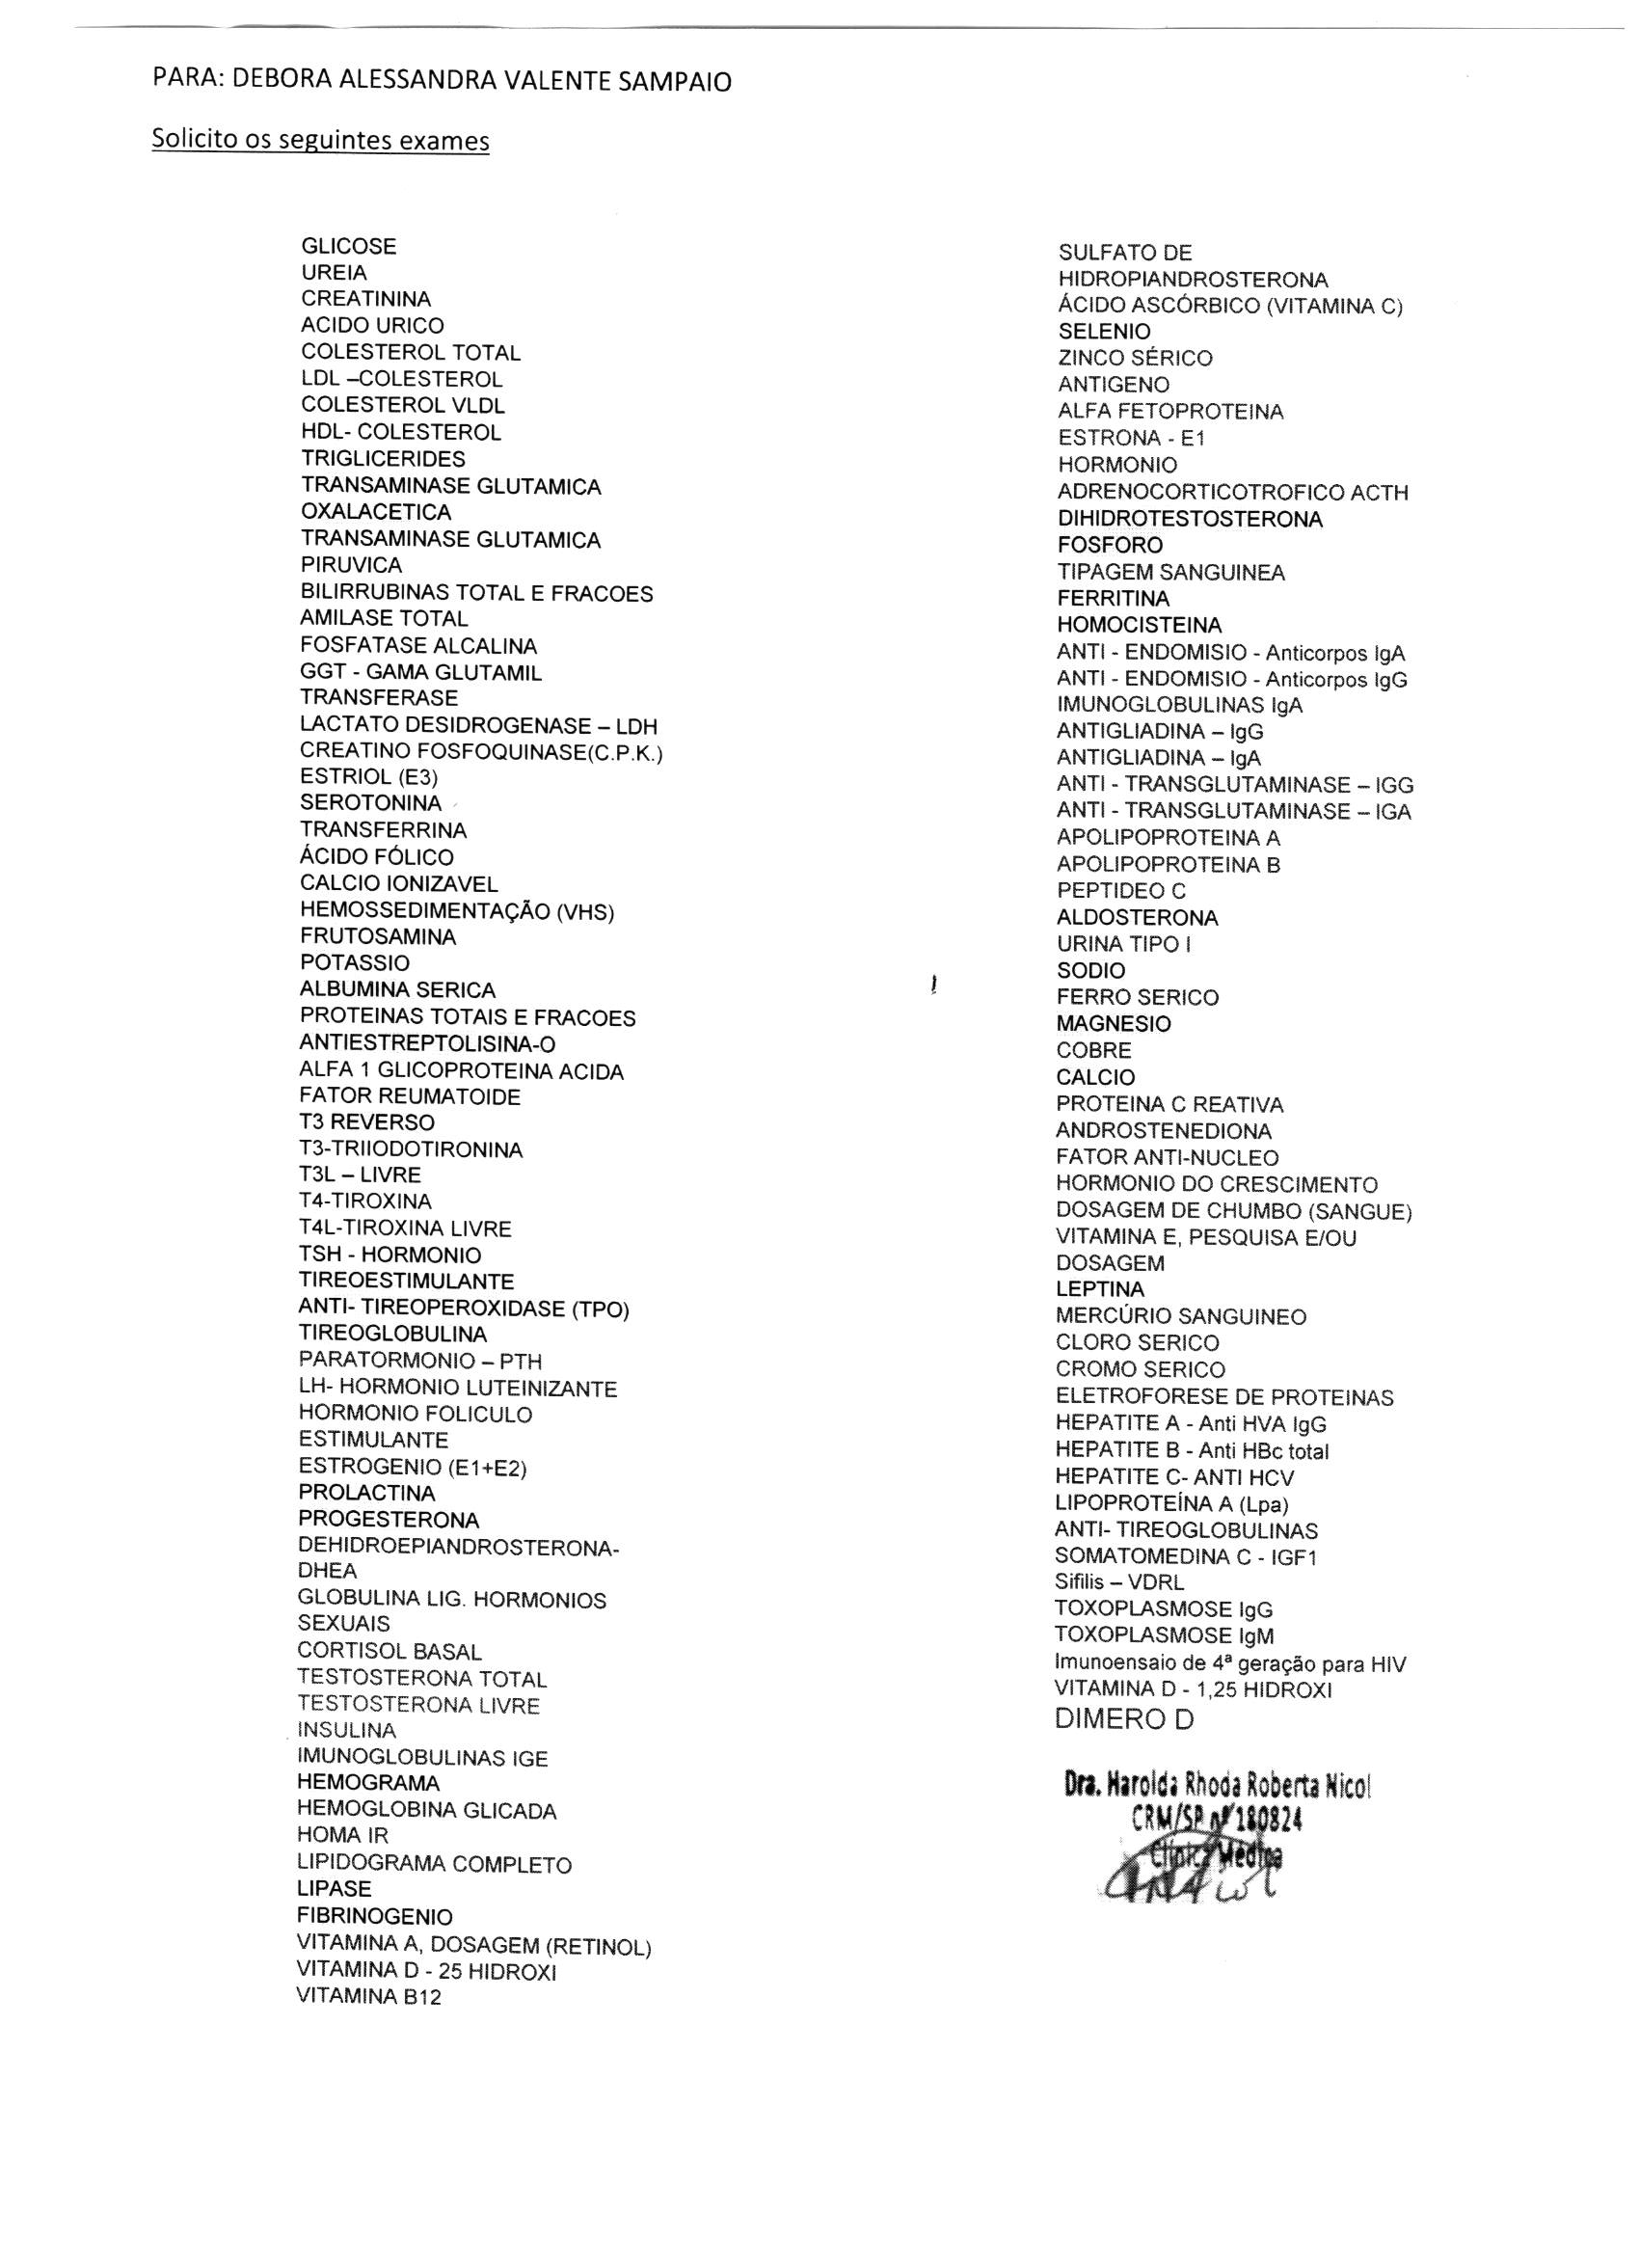 PARA: DEBORA ALESSANDRA VALENTE SAMPAIO
Solicito os seguintes exames
GLICOSE
UREIA
CREATININA
ACIDO URICO
COLESTEROL TOTAL
LDL –COLESTEROL
COLESTEROL VLDL
HDL- COLESTEROL
TRIGLICERIDES
TRANSAMINASE GLUTAMICA
OXALACETICA
TRANSAMINASE GLUTAMICA
PIRUVICA
BILIRRUBINAS TOTAL E FRACOES
AMILASE TOTAL
FOSFATASE ALCALINA
GGT - GAMA GLUTAMIL
TRANSFERASE
LACTATO DESIDROGENASE – LDH
CREATINO FOSFOQUINASE(C.P.K.)
ESTRIOL (E3)
SEROTONINA
TRANSFERRINA
ÁCIDO FÓLICO
CALCIO IONIZAVEL
HEMOSSEDIMENTAÇÃO (VHS)
FRUTOSAMINA
POTASSIO
ALBUMINA SERICA
PROTEINAS TOTAIS E FRACOES
ANTIESTREPTOLISINA-O
ALFA 1 GLICOPROTEINA ACIDA
FATOR REUMATOIDE
T3 REVERSO
T3-TRIIODOTIRONINA
T3L – LIVRE
T4-TIROXINA
T4L-TIROXINA LIVRE
TSH - HORMONIO
TIREOESTIMULANTE
ANTI- TIREOPEROXIDASE (TPO)
TIREOGLOBULINA
PARATORMONIO – PTH
LH- HORMONIO LUTEINIZANTE
HORMONIO FOLICULO
ESTIMULANTE
ESTROGENIO (E1+E2)
PROLACTINA
PROGESTERONA
DEHIDROEPIANDROSTERONA-
DHEA
GLOBULINA LIG. HORMONIOS
SEXUAIS
CORTISOL BASAL
TESTOSTERONA TOTAL
TESTOSTERONA LIVRE
INSULINA
IMUNOGLOBULINAS IGE
HEMOGRAMA
HEMOGLOBINA GLICADA
HOMA IR
LIPIDOGRAMA COMPLETO
LIPASE
FIBRINOGENIO
VITAMINA A, DOSAGEM (RETINOL)
VITAMINA D - 25 HIDROXI
VITAMINA B12
SULFATO DE
HIDROPIANDROSTERONA
ÁCIDO ASCÓRBICO (VITAMINA C)
SELENIO
ZINCO SÉRICO
ANTIGENO
ALFA FETOPROTEINA
ESTRONA - E1
HORMONIO
ADRENOCORTICOTROFICO ACTH
DIHIDROTESTOSTERONA
FOSFORO
TIPAGEM SANGUINEA
FERRITINA
HOMOCISTEINA
ANTI - ENDOMISIO - Anticorpos IgA
ANTI - ENDOMISIO - Anticorpos IgG
IMUNOGLOBULINAS IgA
ANTIGLIADINA – IgG
ANTIGLIADINA – IgA
ANTI - TRANSGLUTAMINASE – IGG
ANTI - TRANSGLUTAMINASE – IGA
APOLIPOPROTEINA A
APOLIPOPROTEINA B
PEPTIDEO C
ALDOSTERONA
URINA TIPO I
SODIO
FERRO SERICO
MAGNESIO
COBRE
CALCIO
PROTEINA C REATIVA
ANDROSTENEDIONA
FATOR ANTI-NUCLEO
HORMONIO DO CRESCIMENTO
DOSAGEM DE CHUMBO (SANGUE)
VITAMINA E, PESQUISA E/OU
DOSAGEM
LEPTINA
MERCÚRIO SANGUINEO
CLORO SERICO
CROMO SERICO
ELETROFORESE DE PROTEINAS
HEPATITE A - Anti HVA IgG
HEPATITE B - Anti HBc total
HEPATITE C- ANTI HCV
LIPOPROTEÍNA A (Lpa)
ANTI- TIREOGLOBULINAS
SOMATOMEDINA C - IGF1
Sifilis – VDRL
TOXOPLASMOSE IgG
TOXOPLASMOSE IgM
Imunoensaio de 4ª geração para HIV
VITAMINA D - 1,25 HIDROXI
DIMERO D
Dra. Harolda Rhoda Roberta Nicol
CRM/SP nº 180824
Clínica Médica